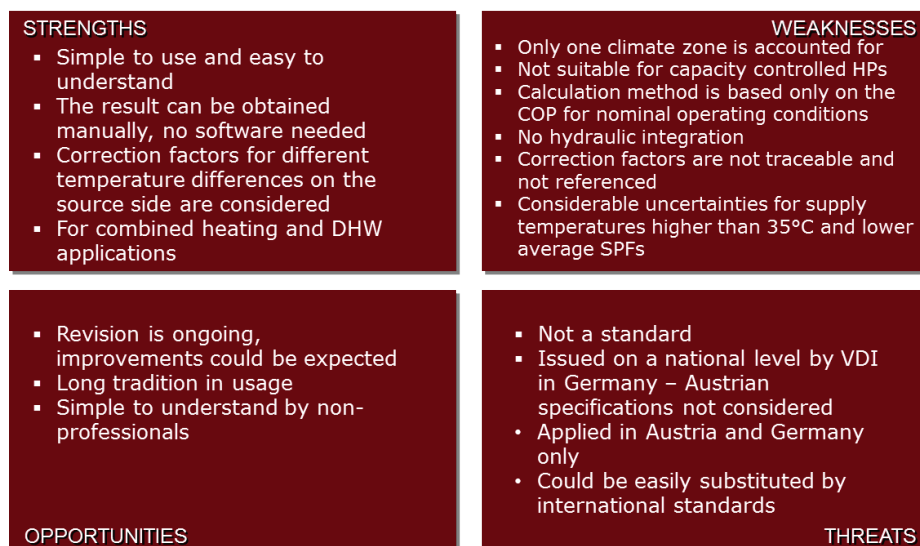 STRENGTHS
▪ Simple to use and easy to
understand
▪ The result can be obtained
manually, no software needed
▪ Correction factors for different
temperature differences on the
source side are considered
▪ For combined heating and DHW
applications
WEAKNESSES
▪ Only one climate zone is accounted for
▪ Not suitable for capacity controlled HPs
▪ Calculation method is based only on the
COP for nominal operating conditions
▪ No hydraulic integration
▪ Correction factors are not traceable and
not referenced
▪ Considerable uncertainties for supply
temperatures higher than 35°C and lower
average SPFs
▪ Revision is ongoing,
improvements could be expected
▪ Long tradition in usage
▪ Simple to understand by non-
professionals
OPPORTUNITIES
▪ Not a standard
▪ Issued on a national level by VDI
in Germany – Austrian
specifications not considered
• Applied in Austria and Germany
only
• Could be easily substituted by
international standards
THREATS